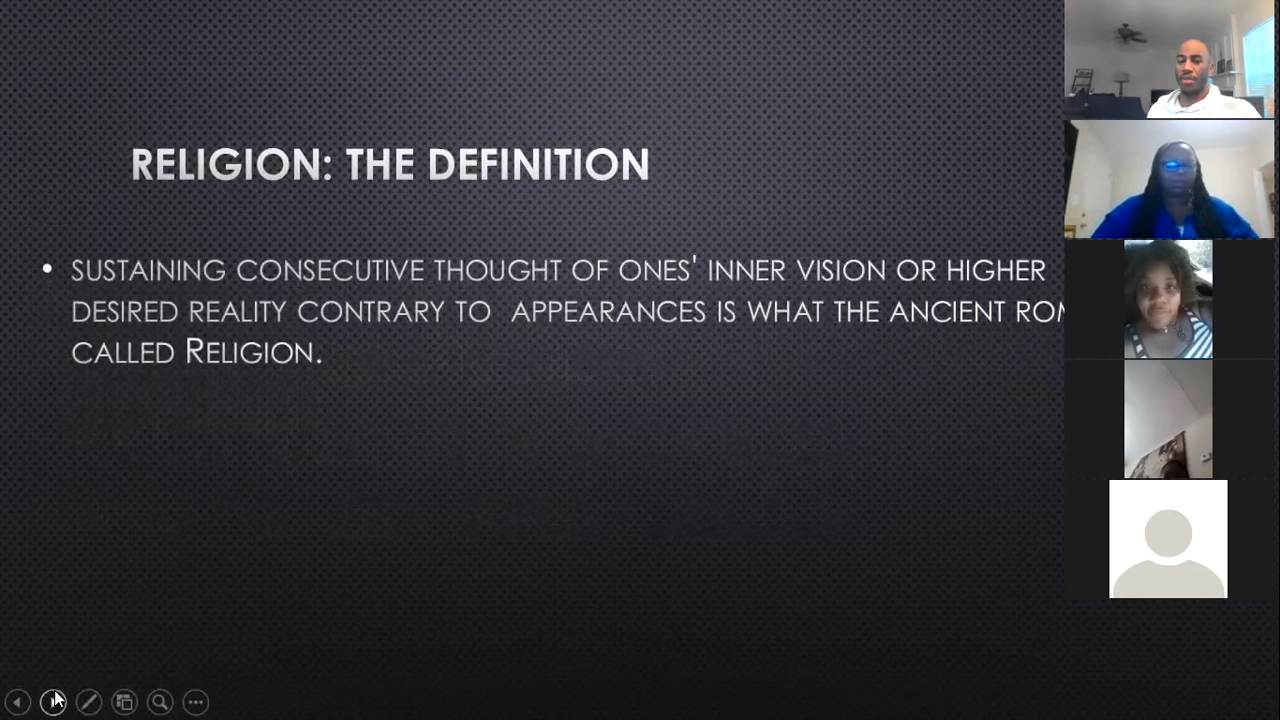 RELIGION: THE DEFINITION
• SUSTAINING CONSECUTIVE THOUGHT OF ONES' INNER VISION OR HIGHER
DESIRED REALITY CONTRARY TO APPEARANCES IS WHAT THE ANCIENT
CALLED RELIGION.